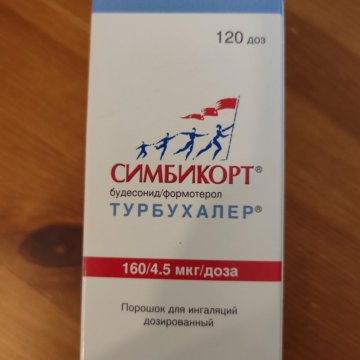 120 доз
СИМБИКОРТ®
будесонид/формотерол
ТУРБУХАЛЕР®
160/4.5 мкг/доза
Порошок для ингаляций
дозированный